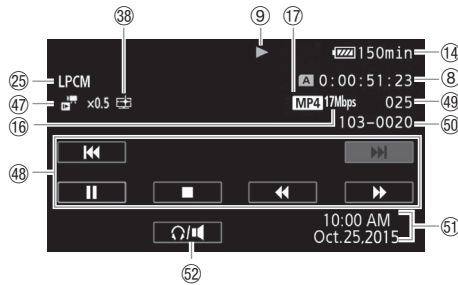 38 9 17
150min 14
25 LPCM A 0:00:51:23 8
47 ×0.5 MP4 17Mbps 025 49
16 103-0020 50
48
10:00 AM
Oct.25,2015 51
52